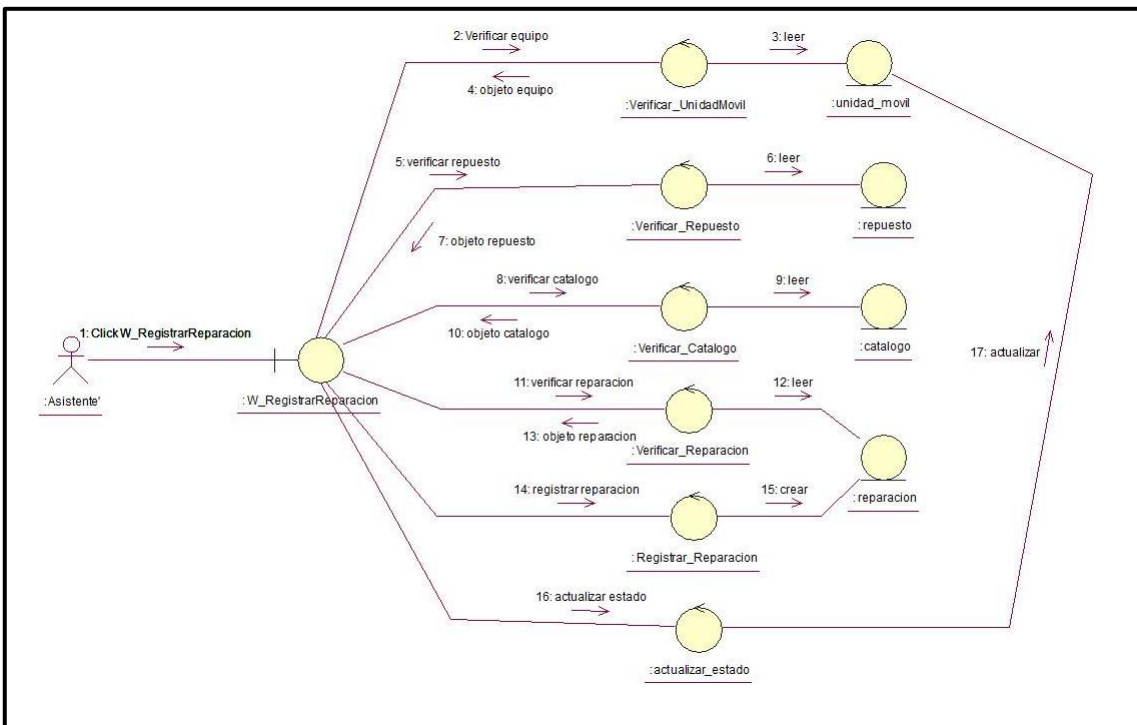 2: Verificar equipo
3: leer
4: objeto equipo
: Verificar_UnidadMovil
: unidad_movil
5: verificar repuesto
6: leer
: Verificar_Repuesto
: repuesto
7: objeto repuesto
8: verificar catalogo
9: leer
10: objeto catalogo
: Verificar_Catalogo
: catalogo
17: actualizar
1: ClickW_RegistrarReparacion
: Asistente'
: W_RegistrarReparacion
11: verificar reparacion
12: leer
13: objeto reparacion
: Verificar_Reparacion
14: registrar reparacion
15: crear
: reparacion
: Registrar_Reparacion
16: actualizar estado
: actualizar_estado